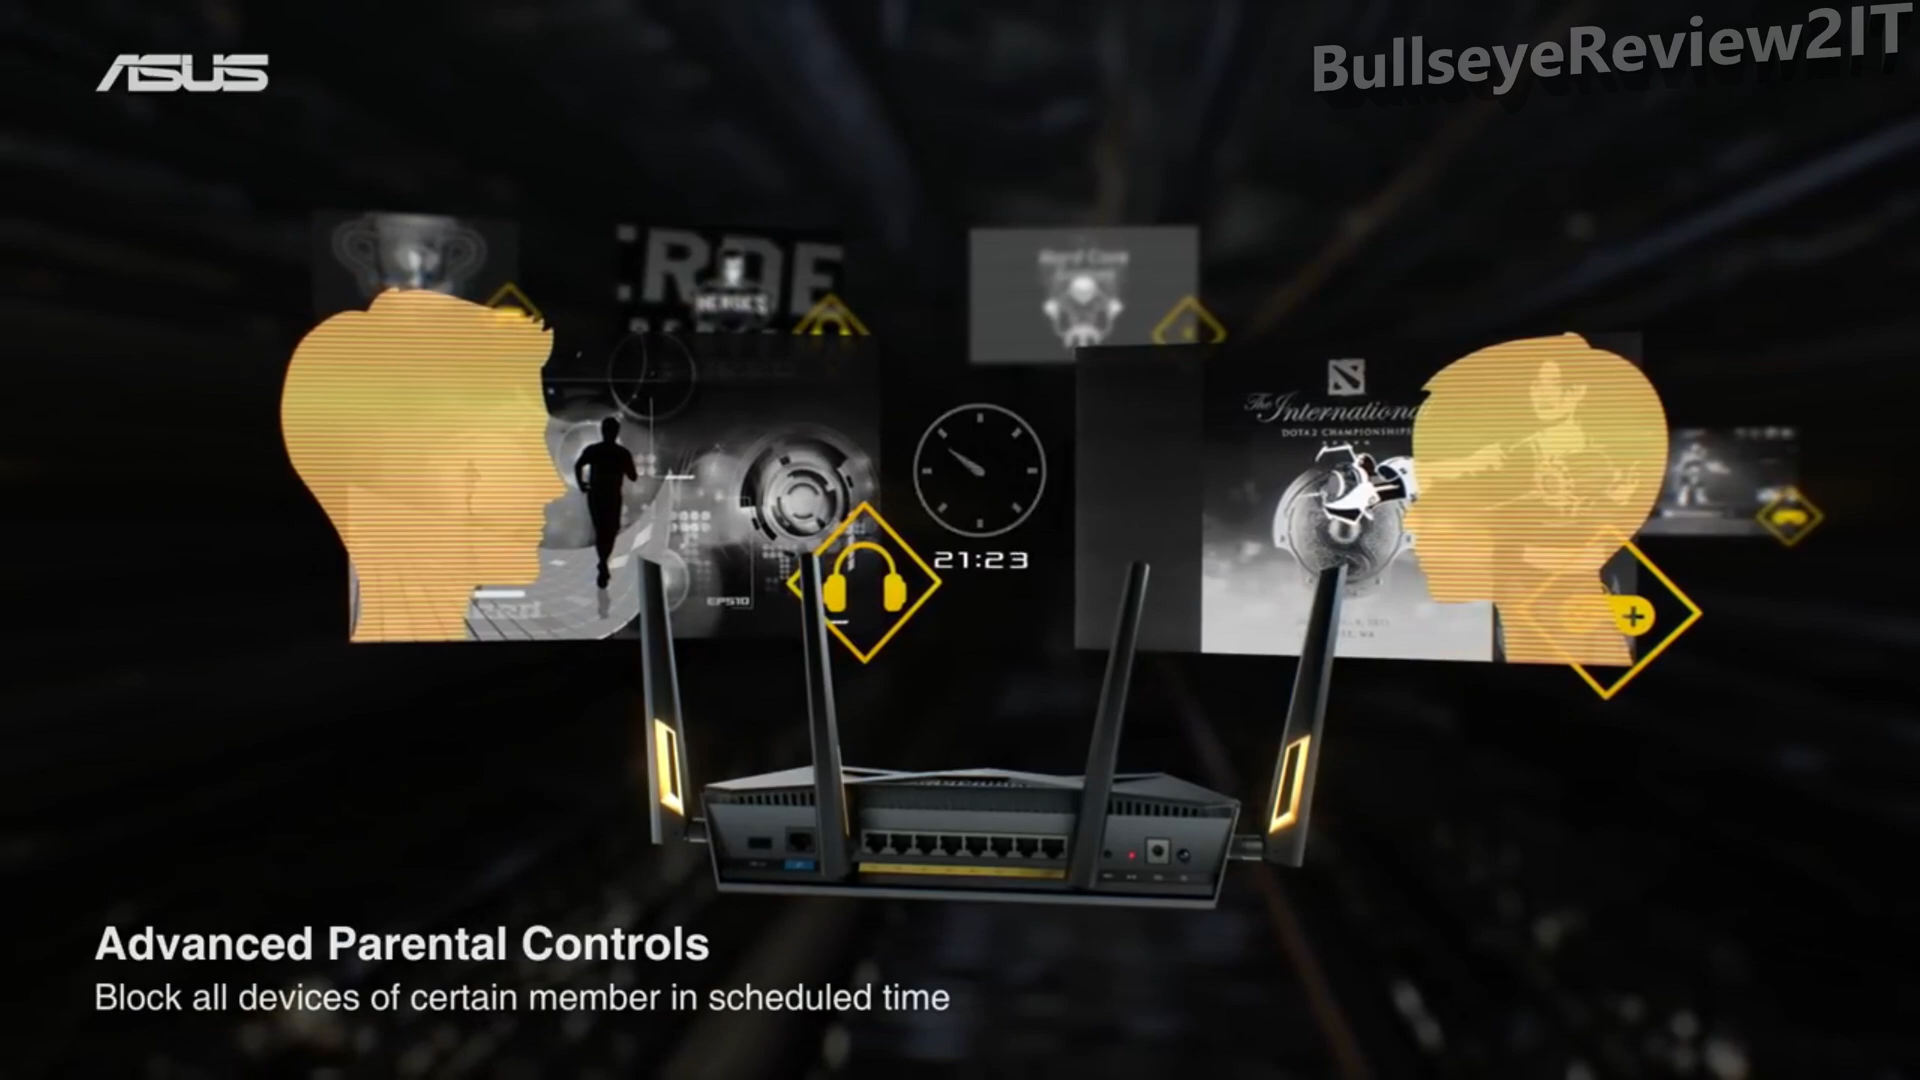 ASUS
BullseyeReview2IT
HEROES
The International
DOTA2 CHAMPIONSHIPS
21:23
EPS10
Advanced Parental Controls
Block all devices of certain member in scheduled time